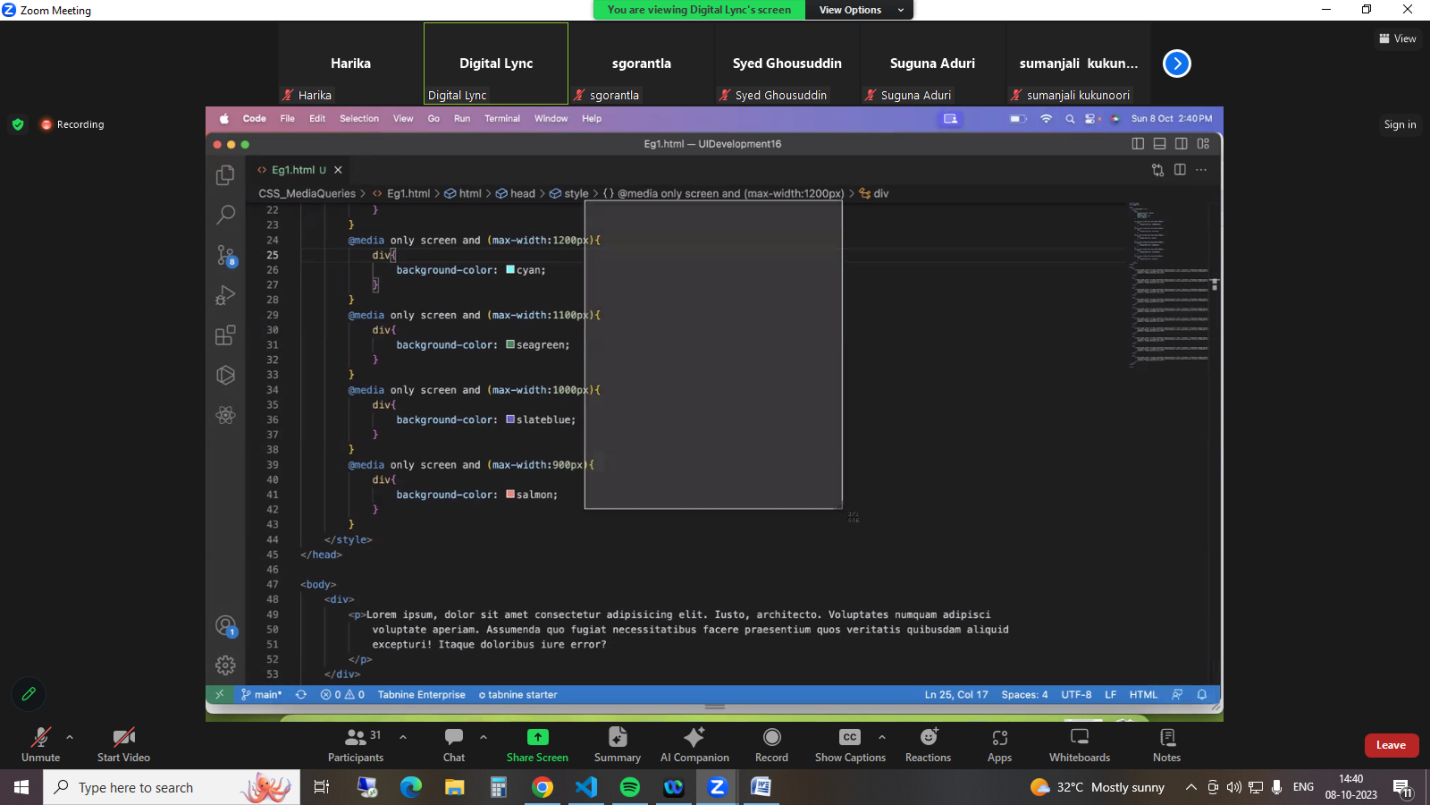 Zoom Meeting
You are viewing Digital Lync's screen
View Options
View
Harika
Digital Lync
sgorantla
Syed Ghousuddin
Suguna Aduri
sumanjali kukun...
Harika
Digital Lync
sgorantla
Syed Ghousuddin
Suguna Aduri
sumanjali kukunoori
Recording
Sign in
Code File Edit Selection View Go Run Terminal Window Help
Sun 8 Oct 2:40PM
Eg1.html — UIDevelopment16
Eg1.html U
CSS_MediaQueries > Eg1.html > html > head > style > {} @media only screen and (max-width:1200px) > div
22 }
23 }
24 @media only screen and (max-width:1200px){
25 div{
26 background-color: cyan;
27 }
28 }
29 @media only screen and (max-width:1100px){
30 div{
31 background-color: seagreen;
32 }
33 }
34 @media only screen and (max-width:1000px){
35 div{
36 background-color: slateblue;
37 }
38 }
39 @media only screen and (max-width:900px){
40 div{
41 background-color: salmon;
42 }
43 }
44 </style>
45 </head>
46
47 <body>
48 <div>
49 <p>Lorem ipsum, dolor sit amet consectetur adipisicing elit. Iusto, architecto. Voluptates numquam adipisci
50 voluptate aperiam. Assumenda quo fugiat necessitatibus facere praesentium quos veritatis quibusdam aliquid
51 excepturi! Itaque doloribus iure error?
52 </p>
53 </div>
8
1
main* 0 0 Tabnine Enterprise tabnine starter
Ln 25, Col 17 Spaces: 4 UTF-8 LF HTML
Unmute
Start Video
Participants 31
Chat
Share Screen
Summary
AI Companion
Record
CC
Show Captions
Reactions
Apps
Whiteboards
Notes
Leave
Type here to search
32°C Mostly sunny
ENG
14:40
08-10-2023
11